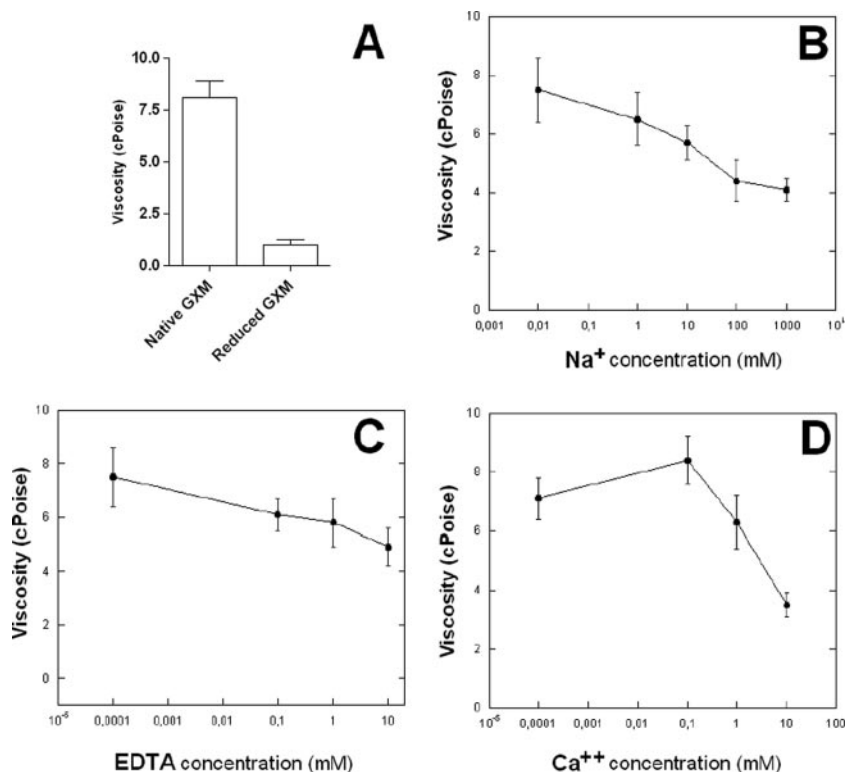 A
10.0
7.5
5.0
2.5
0.0
Viscosity (cPoise)
Native GXM
Reduced GXM
B
10
8
6
4
2
0
Viscosity (cPoise)
0,001 0,01 0,1 1 10 100 1000
Na+ concentration (mM)
C
10
8
6
4
2
0
Viscosity (cPoise)
10-5 0,0001 0,001 0,01 0,1 1 10
EDTA concentration (mM)
D
10
8
6
4
2
0
Viscosity (cPoise)
10-5 0,0001 0,001 0,01 0,1 1 10 100
Ca++ concentration (mM)